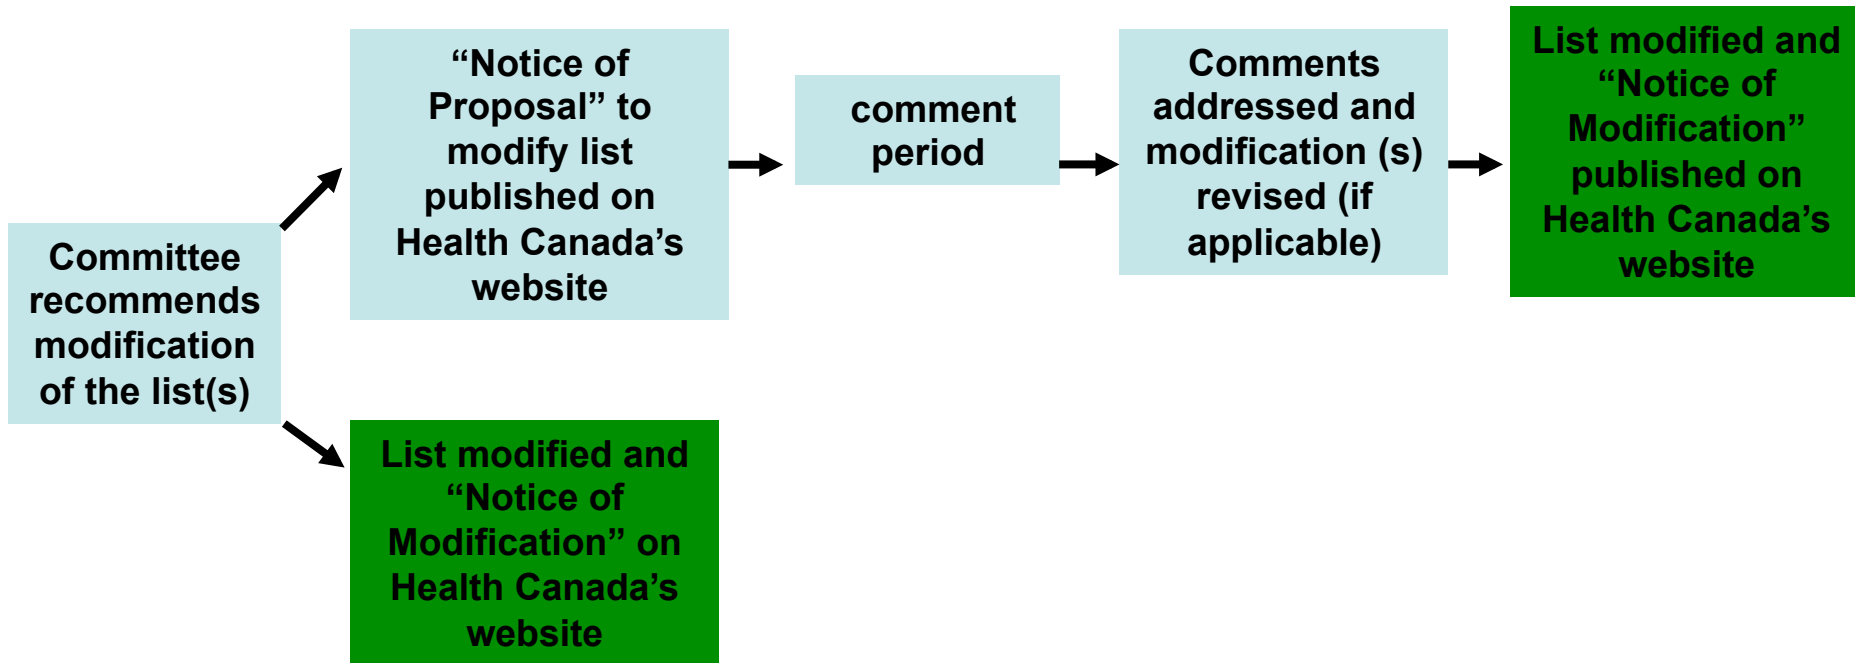 Committee
recommends
modification
of the list(s)
“Notice of
Proposal” to
modify list
published on
Health Canada’s
website
comment
period
Comments
addressed and
modification (s)
revised (if
applicable)
List modified and
“Notice of
Modification”
published on
Health Canada’s
website
List modified and
“Notice of
Modification” on
Health Canada’s
website